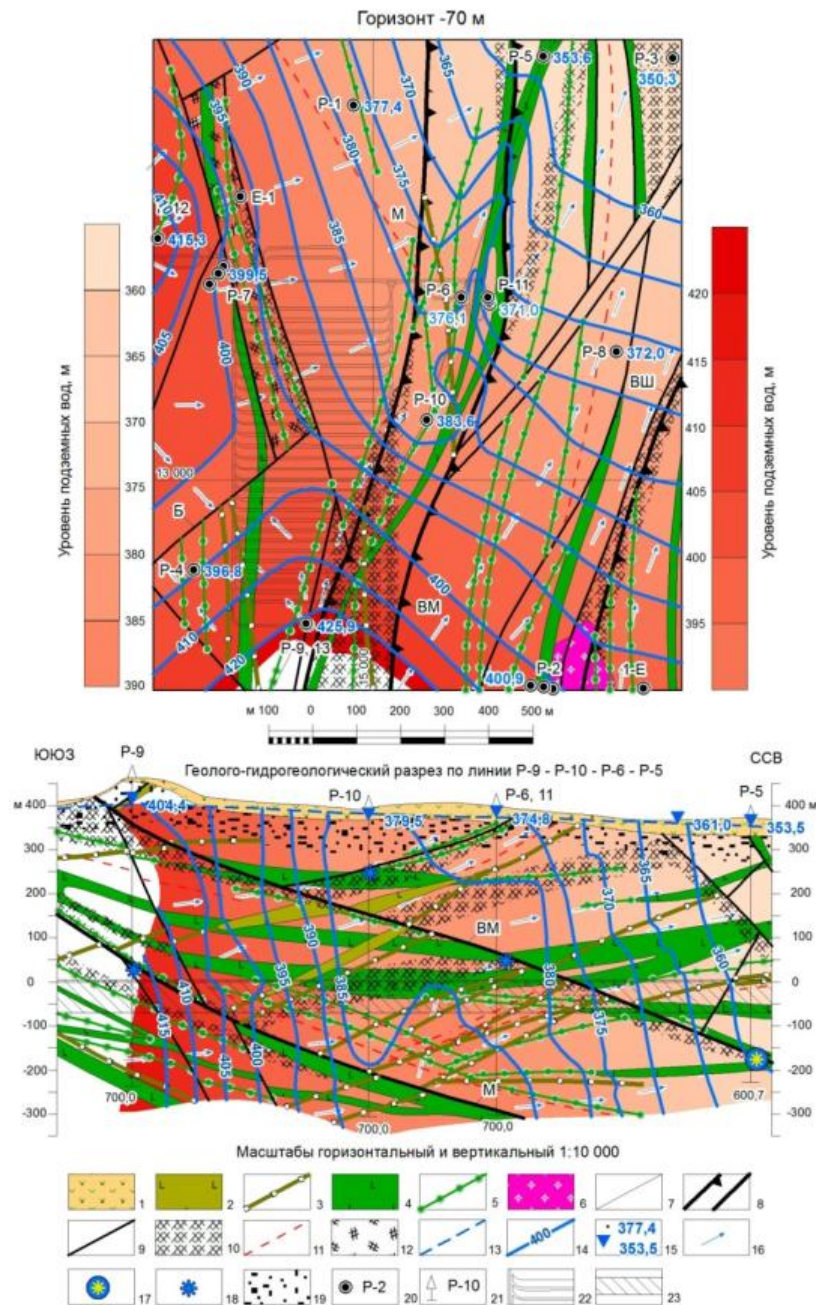 Горизонт -70 м
Р-5
353,6
Р-3
350,3
390
365
370
395
Р-1
377,4
380
375
385
360
410
12
415,3
Е-1
М
399,5
Р-7
Р-6
376,1
Р-11
371,0
405
400
Р-8
372,0
ВШ
Р-10
383,6
13 000
Б
Р-4
396,8
400
410
420
425,9
ВМ
Р-9, 13
15 000
400,9
Р-2
1-Е
Уровень подземных вод, м
360
365
370
375
380
385
390
Уровень подземных вод, м
420
415
410
405
400
395
м 100 0 100 200 300 400 500 м
ЮЮЗ
Р-9
ССВ
Геолого-гидрогеологический разрез по линии Р-9 - Р-10 - Р-6 - Р-5
Р-10
Р-6, 11
Р-5
м 400
404,4
379,5
374,8
361,0
353,5
400 м
300
300
200
200
100
100
0
0
-100
-100
-200
-200
-300
-300
415
410
405
400
395
390
385
380
375
370
365
360
ВМ
М
700,0
700,0
700,0
600,7
Масштабы горизонтальный и вертикальный 1:10 000
L 1
L 2
3
L 4
5
6
7
8
9
10
11
12
13
400 14
377,4
353,5 15
16
17
18
19
Р-2 20
Р-10 21
22
23